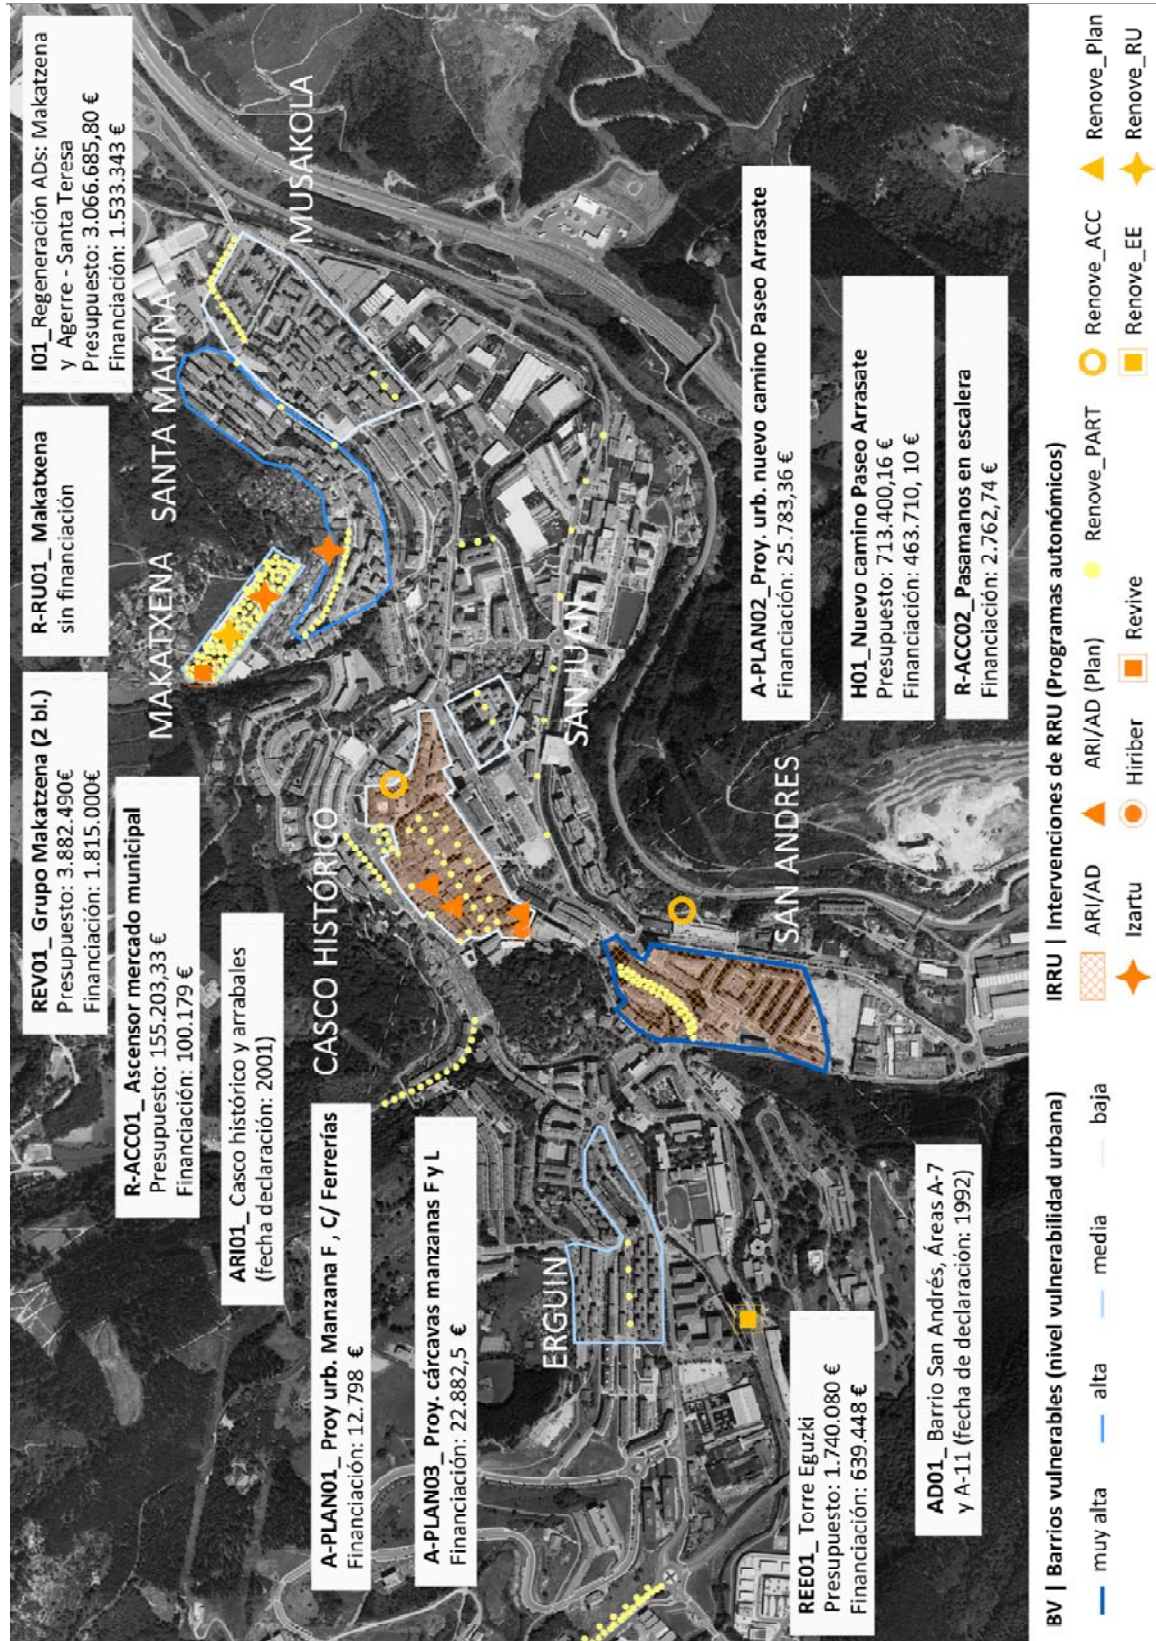 I01_Regeneración ADs: Makatzena
y Agerre - Santa Teresa
Presupuesto: 3.066.685,80 €
Financiación: 1.533.343 €
R-RU01_Makatxena
sin financiación
REV01_ Grupo Makatzena (2 bl.)
Presupuesto: 3.882.490€
Financiación: 1.815.000€
R-ACC01_ Ascensor mercado municipal
Presupuesto: 155.203,33 €
Financiación: 100.179 €
ARI01_ Casco histórico y arrabales
(fecha declaración: 2001)
A-PLAN01_ Proy urb. Manzana F , C/ Ferrerías
Financiación: 12.798 €
A-PLAN03_ Proy. cárcavas manzanas F y L
Financiación: 22.882,5 €
REE01_ Torre Eguzki
Presupuesto: 1.740.080 €
Financiación: 639.448 €
AD01_ Barrio San Andrés, Áreas A-7
y A-11 (fecha de declaración: 1992)
A-PLAN02_Proy. urb. nuevo camino Paseo Arrasate
Financiación: 25.783,36 €
H01_Nuevo camino Paseo Arrasate
Presupuesto: 713.400,16 €
Financiación: 463.710, 10 €
R-ACC02_Pasamanos en escalera
Financiación: 2.762,74 €
MAKATXENA
SANTA MARINA
MUSAKOLA
CASCO HISTÓRICO
SAN JUAN
SAN ANDRES
ERGUIN
BV | Barrios vulnerables (nivel vulnerabilidad urbana)
muy alta
alta
media
baja
IRRU | Intervenciones de RRU (Programas autonómicos)
ARI/AD
ARI/AD (Plan)
Renove_PART
Renove_ACC
Renove_Plan
Izartu
Hiriber
Revive
Renove_EE
Renove_RU